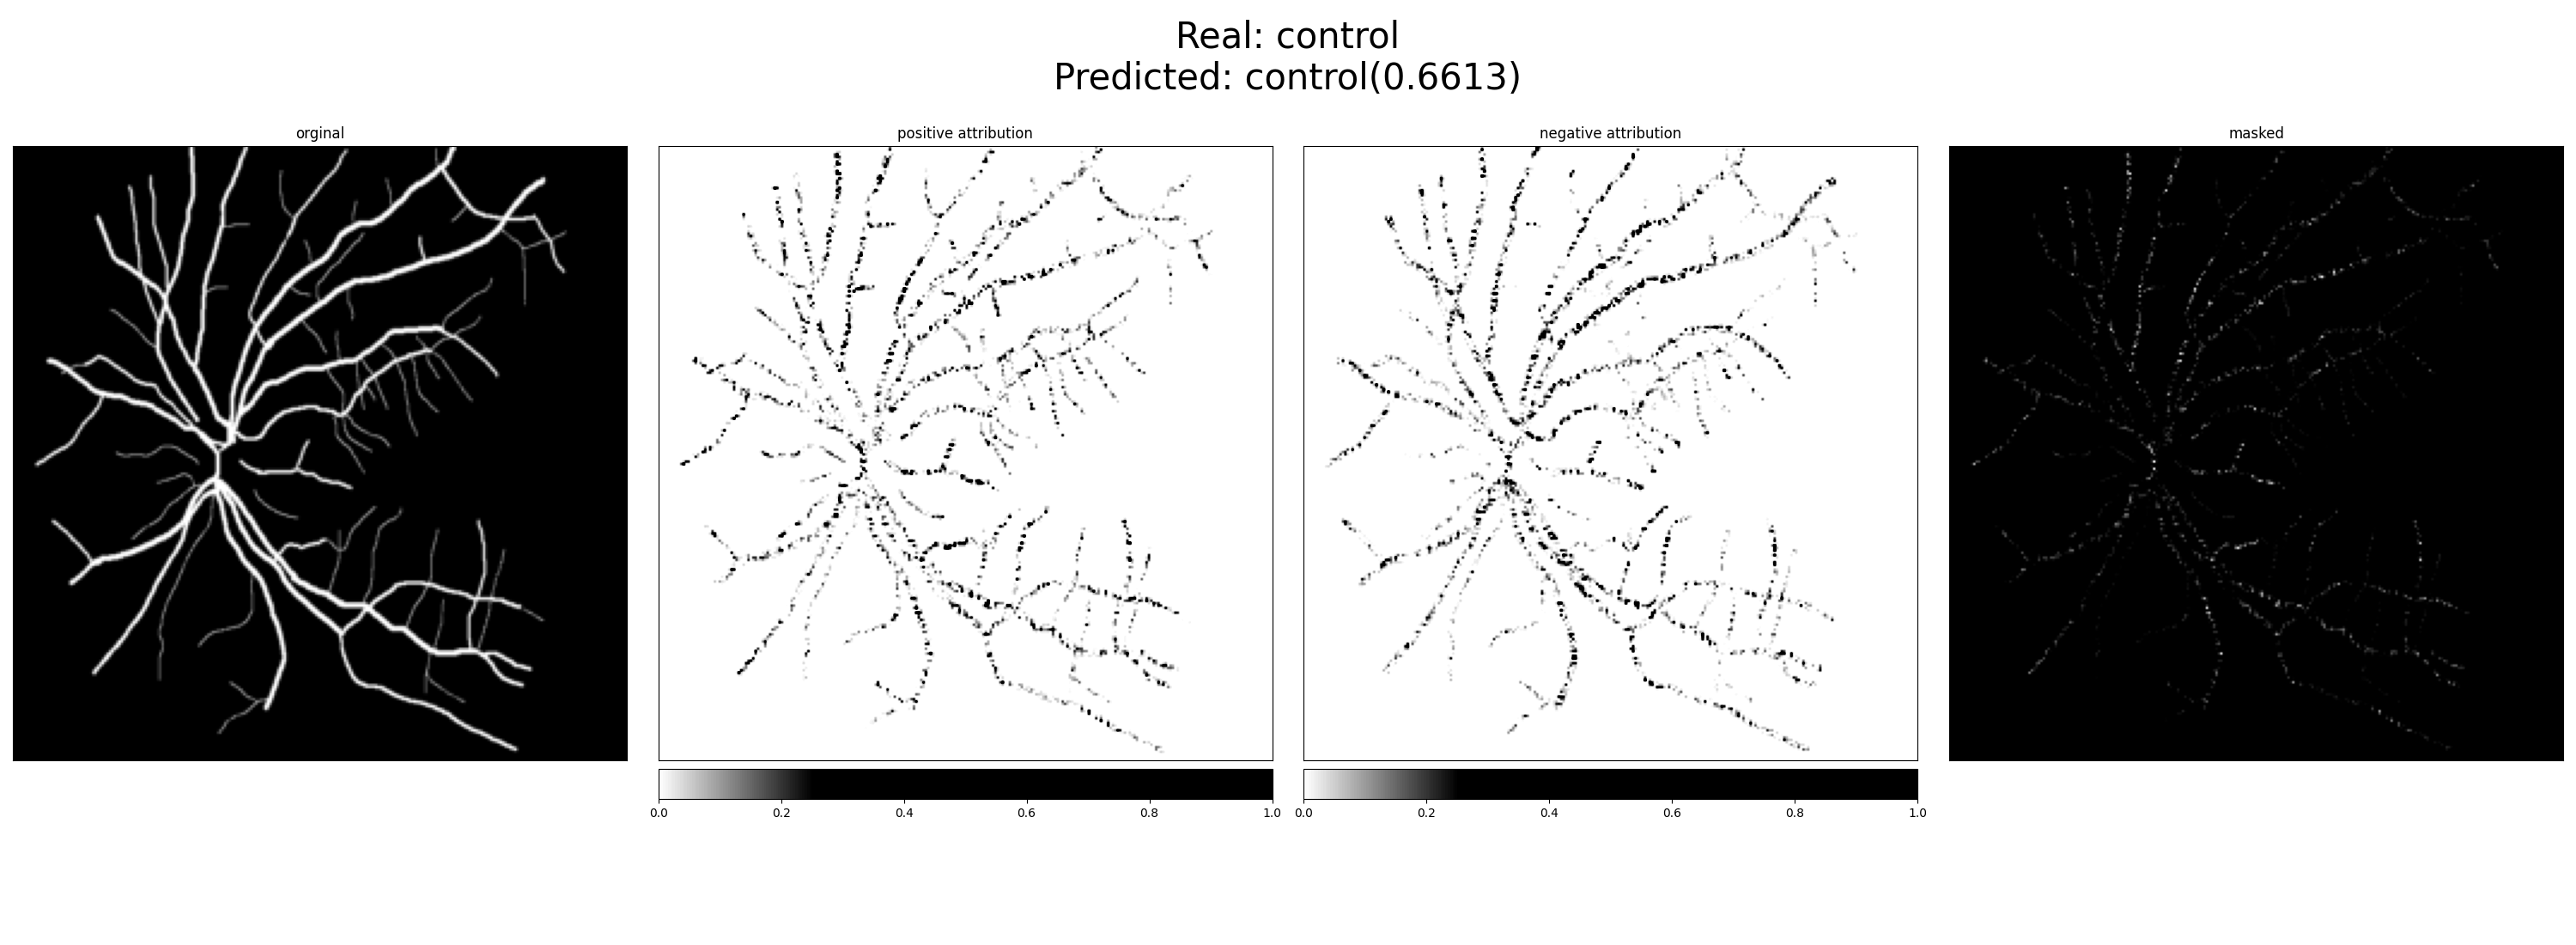 Real: control
Predicted: control(0.6613)
orginal
positive attribution
negative attribution
masked
0.0 0.2 0.4 0.6 0.8 1.0
0.0 0.2 0.4 0.6 0.8 1.0